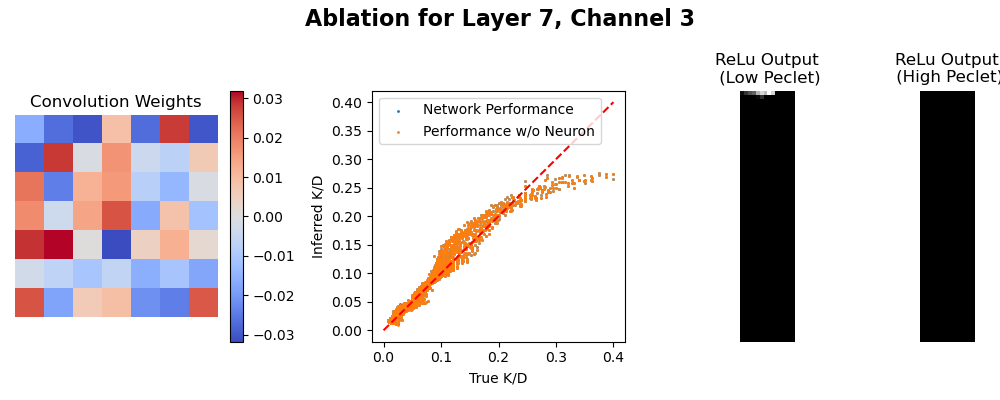 Ablation for Layer 7, Channel 3
Convolution Weights
0.03
0.02
0.01
0.00
−0.01
−0.02
−0.03
Network Performance
Performance w/o Neuron
Inferred K/D
0.40
0.35
0.30
0.25
0.20
0.15
0.10
0.05
0.00
0.0 0.1 0.2 0.3 0.4
True K/D
ReLu Output
(Low Peclet)
ReLu Output
(High Peclet)